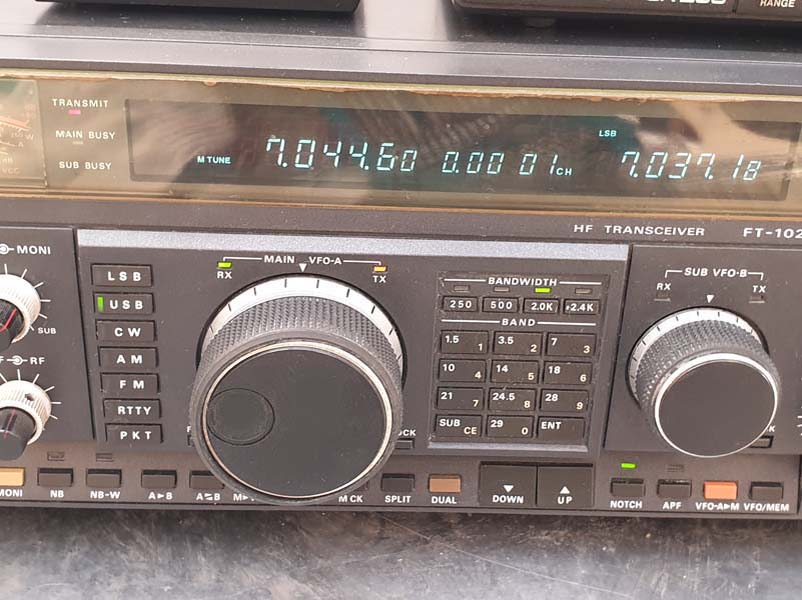 RANGE
TRANSMIT
MAIN BUSY
SUB BUSY
M TUNE 7.044.60 0.00 01CH LSB 7.037.18
HF TRANSCEIVER FT-102
MONI
SUB
RF
MAIN VFO-A
RX TX
LSB
USB
CW
AM
FM
RTTY
PKT
BANDWIDTH
250 500 2.0K 2.4K
BAND
1.5 1 3.5 2 7 3
10 4 14 5 18 6
21 7 24.5 8 28 9
SUB CE 29 0 ENT
SUB VFO-B
RX TX
MONI NB NB-W A▸B M CK SPLIT DUAL DOWN UP NOTCH APF VFO-A▸M VFO/MEM